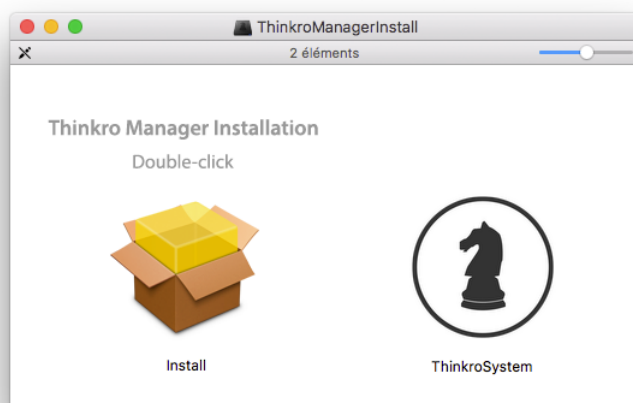 ThinkroManagerInstall
2 éléments
Thinkro Manager Installation
Double-click
Install
ThinkroSystem